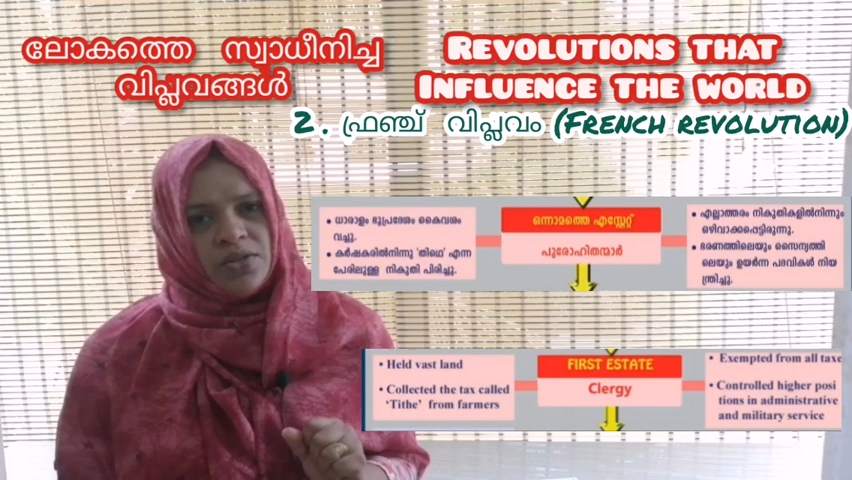 ലോകത്തെ സ്വാധീനിച്ച
വിപ്ലവങ്ങൾ
REVOLUTIONS THAT
INFLUENCE THE WORLD
2. ഫ്രഞ്ച് വിപ്ലവം (FRENCH REVOLUTION)
• ധാരാളം ഭൂപ്രദേശം കൈവശം
വച്ചു.
• കർഷകരിൽനിന്നു 'തിഥെ' എന്ന
പേരിലുള്ള നികുതി പിരിച്ചു.
ഒന്നാമത്തെ എസ്റ്റേറ്റ്
പുരോഹിതന്മാർ
• എല്ലാത്തരം നികുതികളിൽനിന്നും
ഒഴിവാക്കപ്പെട്ടിരുന്നു.
• ഭരണത്തിലെയും സൈന്യത്തി
ലെയും ഉയർന്ന പദവികൾ നിയ
ന്ത്രിച്ചു.
• Held vast land
• Collected the tax called
'Tithe' from farmers
FIRST ESTATE
Clergy
• Exempted from all taxe
• Controlled higher posi
tions in administrative
and military service